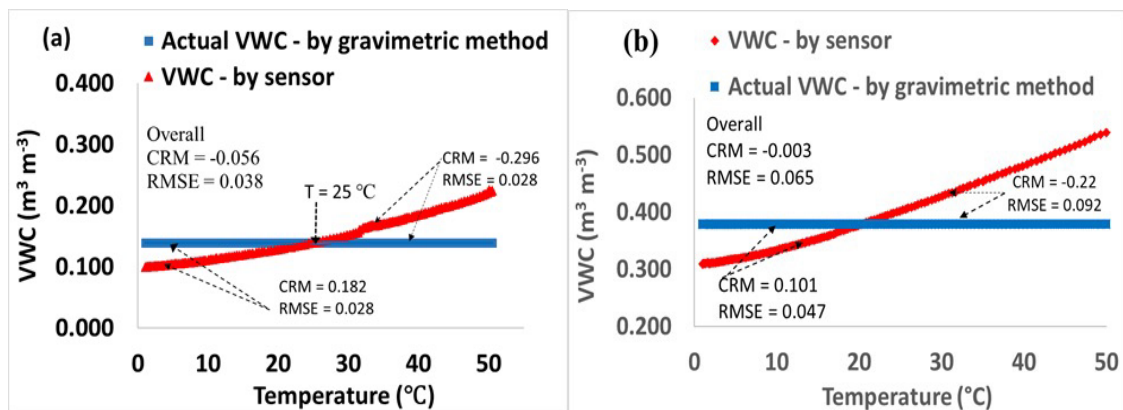 (a)
Actual VWC - by gravimetric method
VWC - by sensor
0.400
0.300
0.200
0.100
0.000
VWC (m³ m⁻³)
Overall
CRM = -0.056
RMSE = 0.038
T = 25 °C
CRM = -0.296
RMSE = 0.028
CRM = 0.182
RMSE = 0.028
0 10 20 30 40 50
Temperature (°C)
(b)
VWC - by sensor
Actual VWC - by gravimetric method
0.600
0.500
0.400
0.300
0.200
VWC (m³ m⁻³)
Overall
CRM = -0.003
RMSE = 0.065
CRM = -0.22
RMSE = 0.092
CRM = 0.101
RMSE = 0.047
0 10 20 30 40 50
Temperature (°C)